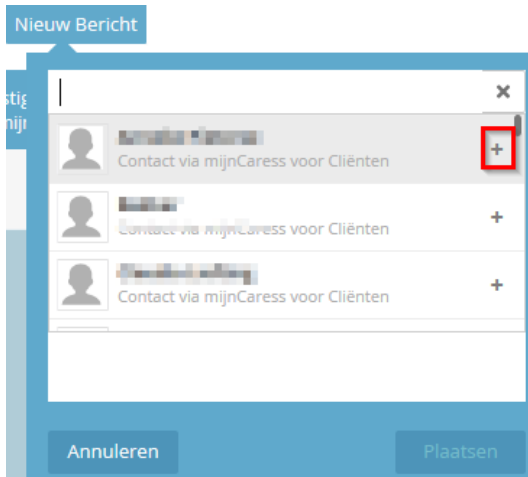 Nieuw Bericht
Contact via mijnCaress voor Cliënten
Contact via mijnCaress voor Cliënten
Contact via mijnCaress voor Cliënten
Annuleren
Plaatsen